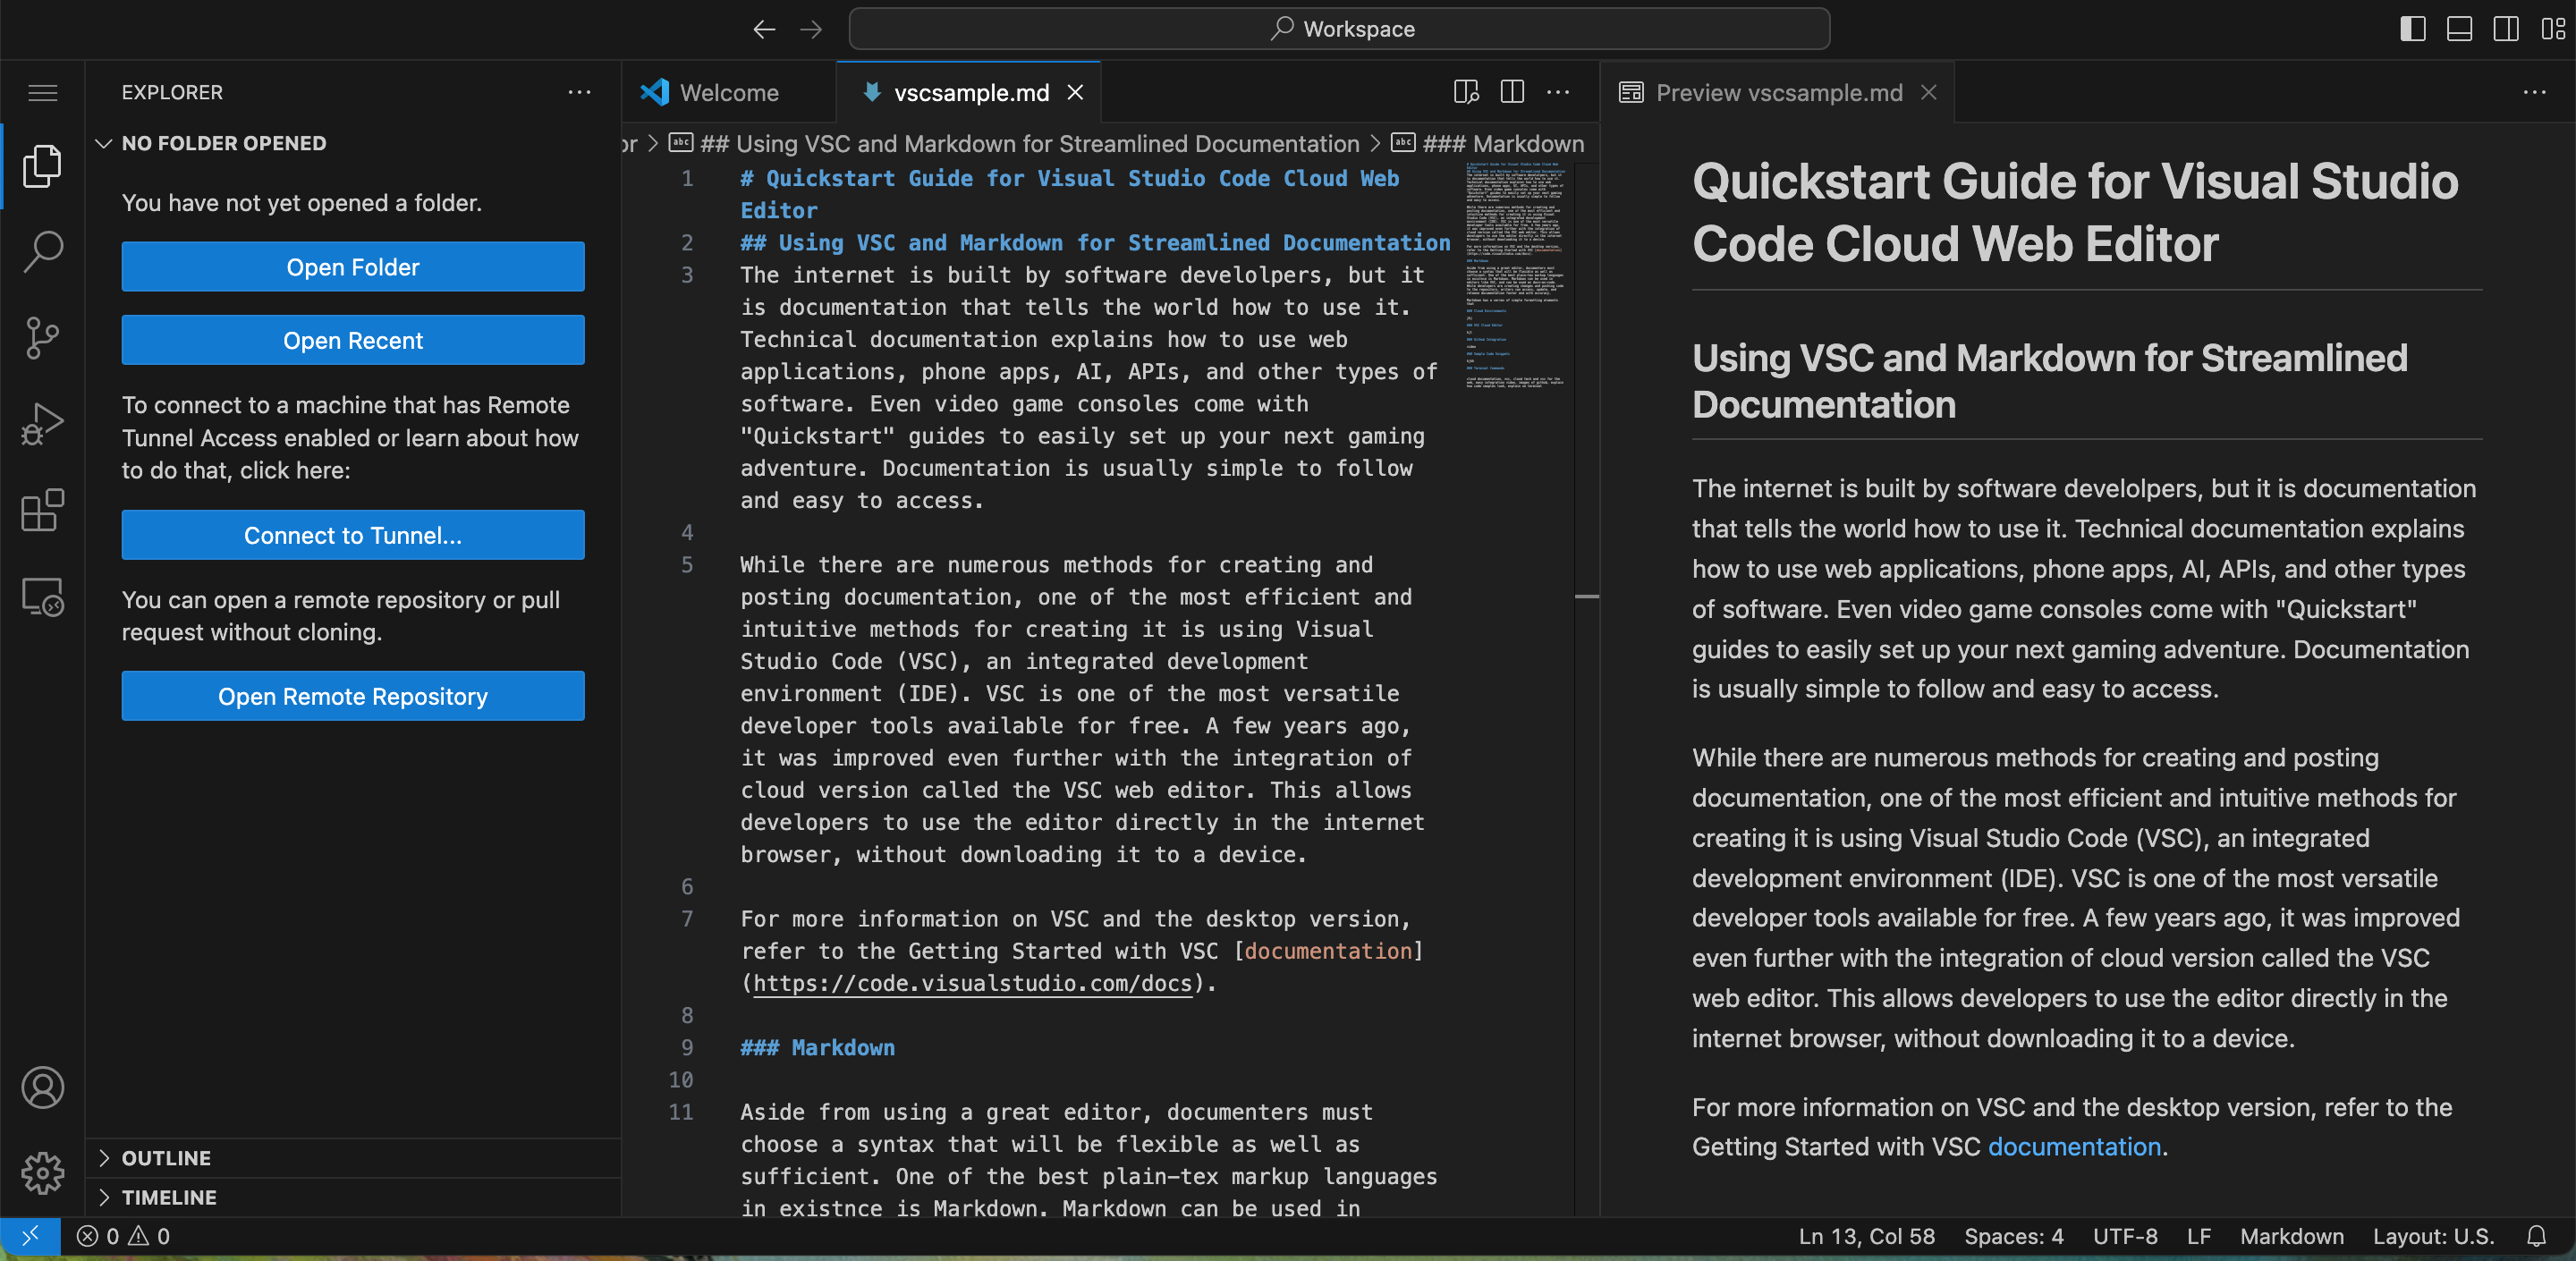 Workspace
EXPLORER
NO FOLDER OPENED
You have not yet opened a folder.
Open Folder
Open Recent
To connect to a machine that has Remote
Tunnel Access enabled or learn about how
to do that, click here:
Connect to Tunnel...
You can open a remote repository or pull
request without cloning.
Open Remote Repository
OUTLINE
TIMELINE
Welcome
vscsample.md
or > ## Using VSC and Markdown for Streamlined Documentation > ### Markdown
1 # Quickstart Guide for Visual Studio Code Cloud Web
Editor
2 ## Using VSC and Markdown for Streamlined Documentation
3 The internet is built by software develolpers, but it
is documentation that tells the world how to use it.
Technical documentation explains how to use web
applications, phone apps, AI, APIs, and other types of
software. Even video game consoles come with
"Quickstart" guides to easily set up your next gaming
adventure. Documentation is usually simple to follow
and easy to access.
4
5 While there are numerous methods for creating and
posting documentation, one of the most efficient and
intuitive methods for creating it is using Visual
Studio Code (VSC), an integrated development
environment (IDE). VSC is one of the most versatile
developer tools available for free. A few years ago,
it was improved even further with the integration of
cloud version called the VSC web editor. This allows
developers to use the editor directly in the internet
browser, without downloading it to a device.
6
7 For more information on VSC and the desktop version,
refer to the Getting Started with VSC [documentation]
(https://code.visualstudio.com/docs).
8
9 ### Markdown
10
11 Aside from using a great editor, documenters must
choose a syntax that will be flexible as well as
sufficient. One of the best plain-tex markup languages
in existnce is Markdown. Markdown can be used in
Preview vscsample.md
Quickstart Guide for Visual Studio
Code Cloud Web Editor
Using VSC and Markdown for Streamlined
Documentation
The internet is built by software develolpers, but it is documentation
that tells the world how to use it. Technical documentation explains
how to use web applications, phone apps, AI, APIs, and other types
of software. Even video game consoles come with "Quickstart"
guides to easily set up your next gaming adventure. Documentation
is usually simple to follow and easy to access.
While there are numerous methods for creating and posting
documentation, one of the most efficient and intuitive methods for
creating it is using Visual Studio Code (VSC), an integrated
development environment (IDE). VSC is one of the most versatile
developer tools available for free. A few years ago, it was improved
even further with the integration of cloud version called the VSC
web editor. This allows developers to use the editor directly in the
internet browser, without downloading it to a device.
For more information on VSC and the desktop version, refer to the
Getting Started with VSC documentation.
0 0
Ln 13, Col 58 Spaces: 4 UTF-8 LF Markdown Layout: U.S.